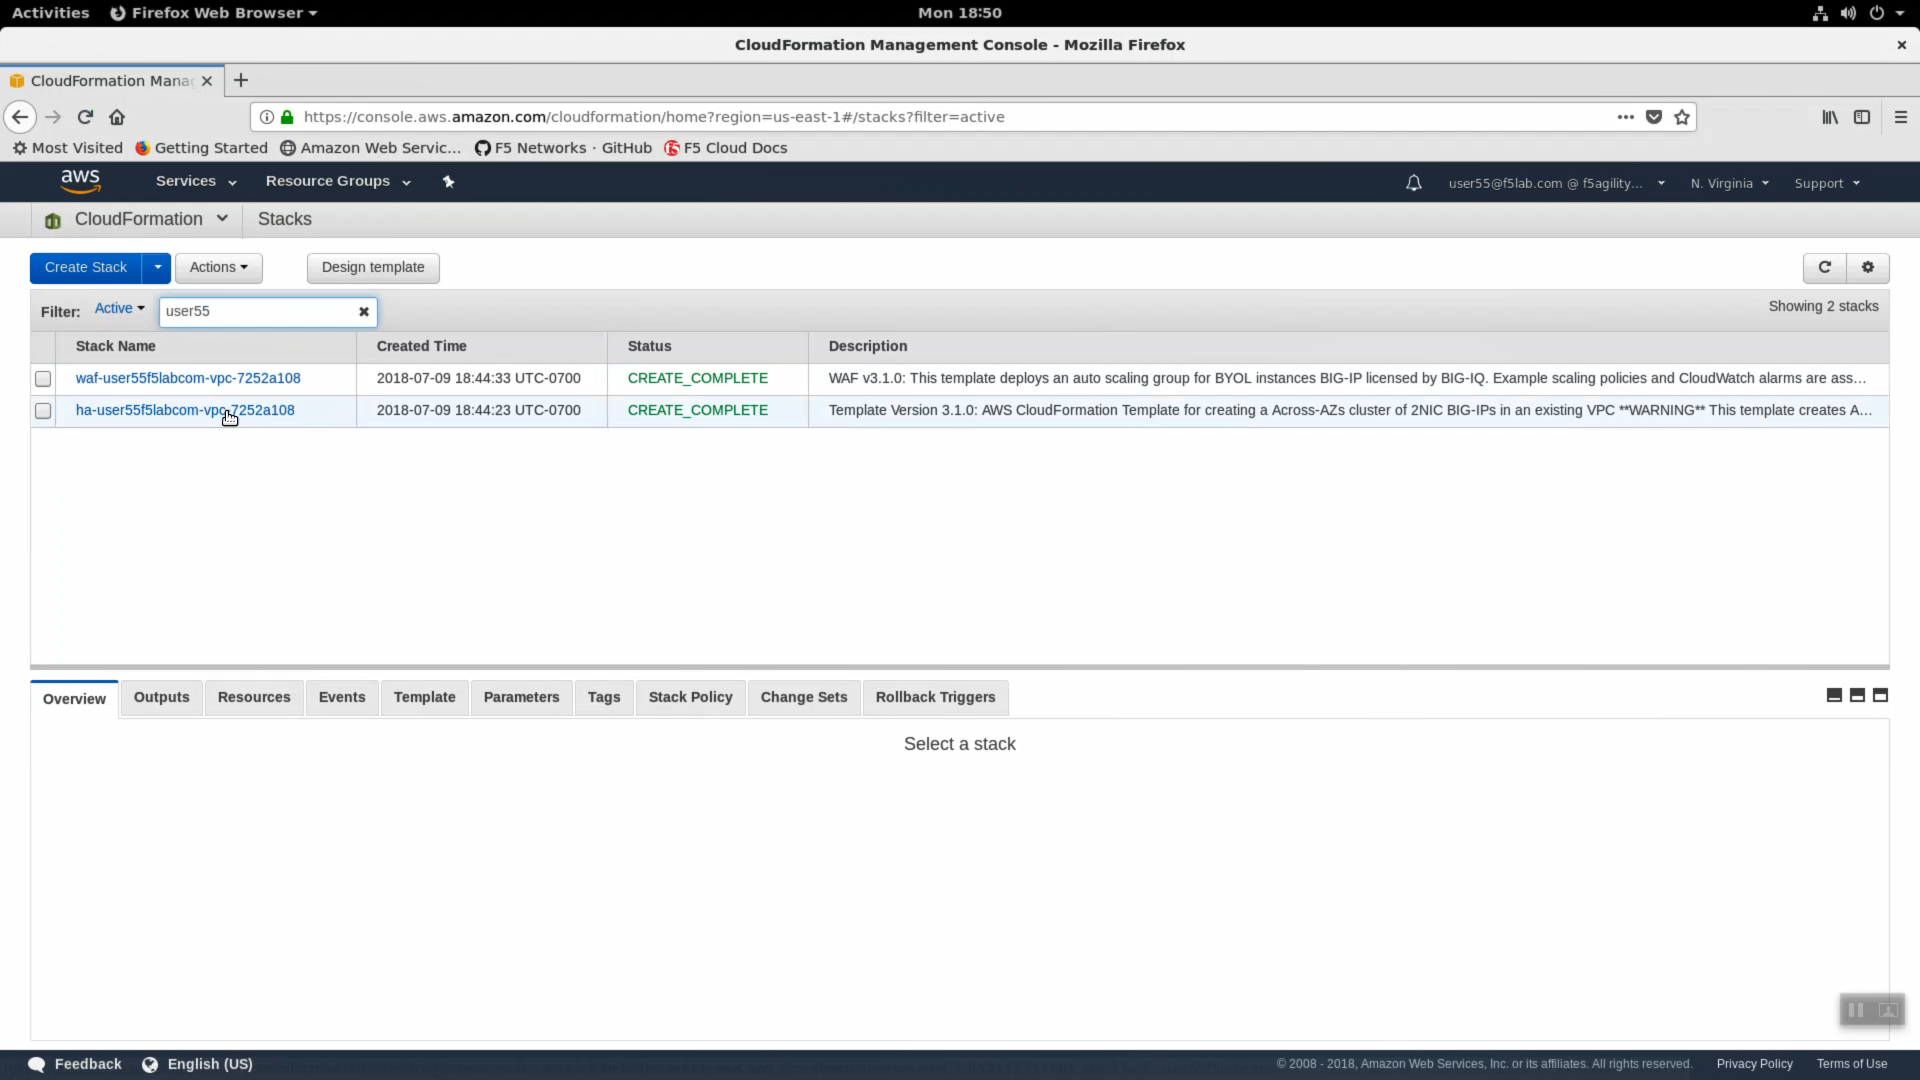 Activities Firefox Web Browser Mon 18:50
CloudFormation Management Console - Mozilla Firefox
CloudFormation Mana
https://console.aws.amazon.com/cloudformation/home?region=us-east-1#/stacks?filter=active
Most Visited Getting Started Amazon Web Servic... F5 Networks · GitHub F5 Cloud Docs
aws Services Resource Groups user55@f5lab.com @ f5agility... N. Virginia Support
CloudFormation Stacks
Create Stack Actions Design template
Filter: Active user55 Showing 2 stacks
Stack Name Created Time Status Description
waf-user55f5labcom-vpc-7252a108 2018-07-09 18:44:33 UTC-0700 CREATE_COMPLETE WAF v3.1.0: This template deploys an auto scaling group for BYOL instances BIG-IP licensed by BIG-IQ. Example scaling policies and CloudWatch alarms are ass...
ha-user55f5labcom-vpc-7252a108 2018-07-09 18:44:23 UTC-0700 CREATE_COMPLETE Template Version 3.1.0: AWS CloudFormation Template for creating a Across-AZs cluster of 2NIC BIG-IPs in an existing VPC **WARNING** This template creates A...
Overview Outputs Resources Events Template Parameters Tags Stack Policy Change Sets Rollback Triggers
Select a stack
Feedback English (US) © 2008 - 2018, Amazon Web Services, Inc. or its affiliates. All rights reserved. Privacy Policy Terms of Use